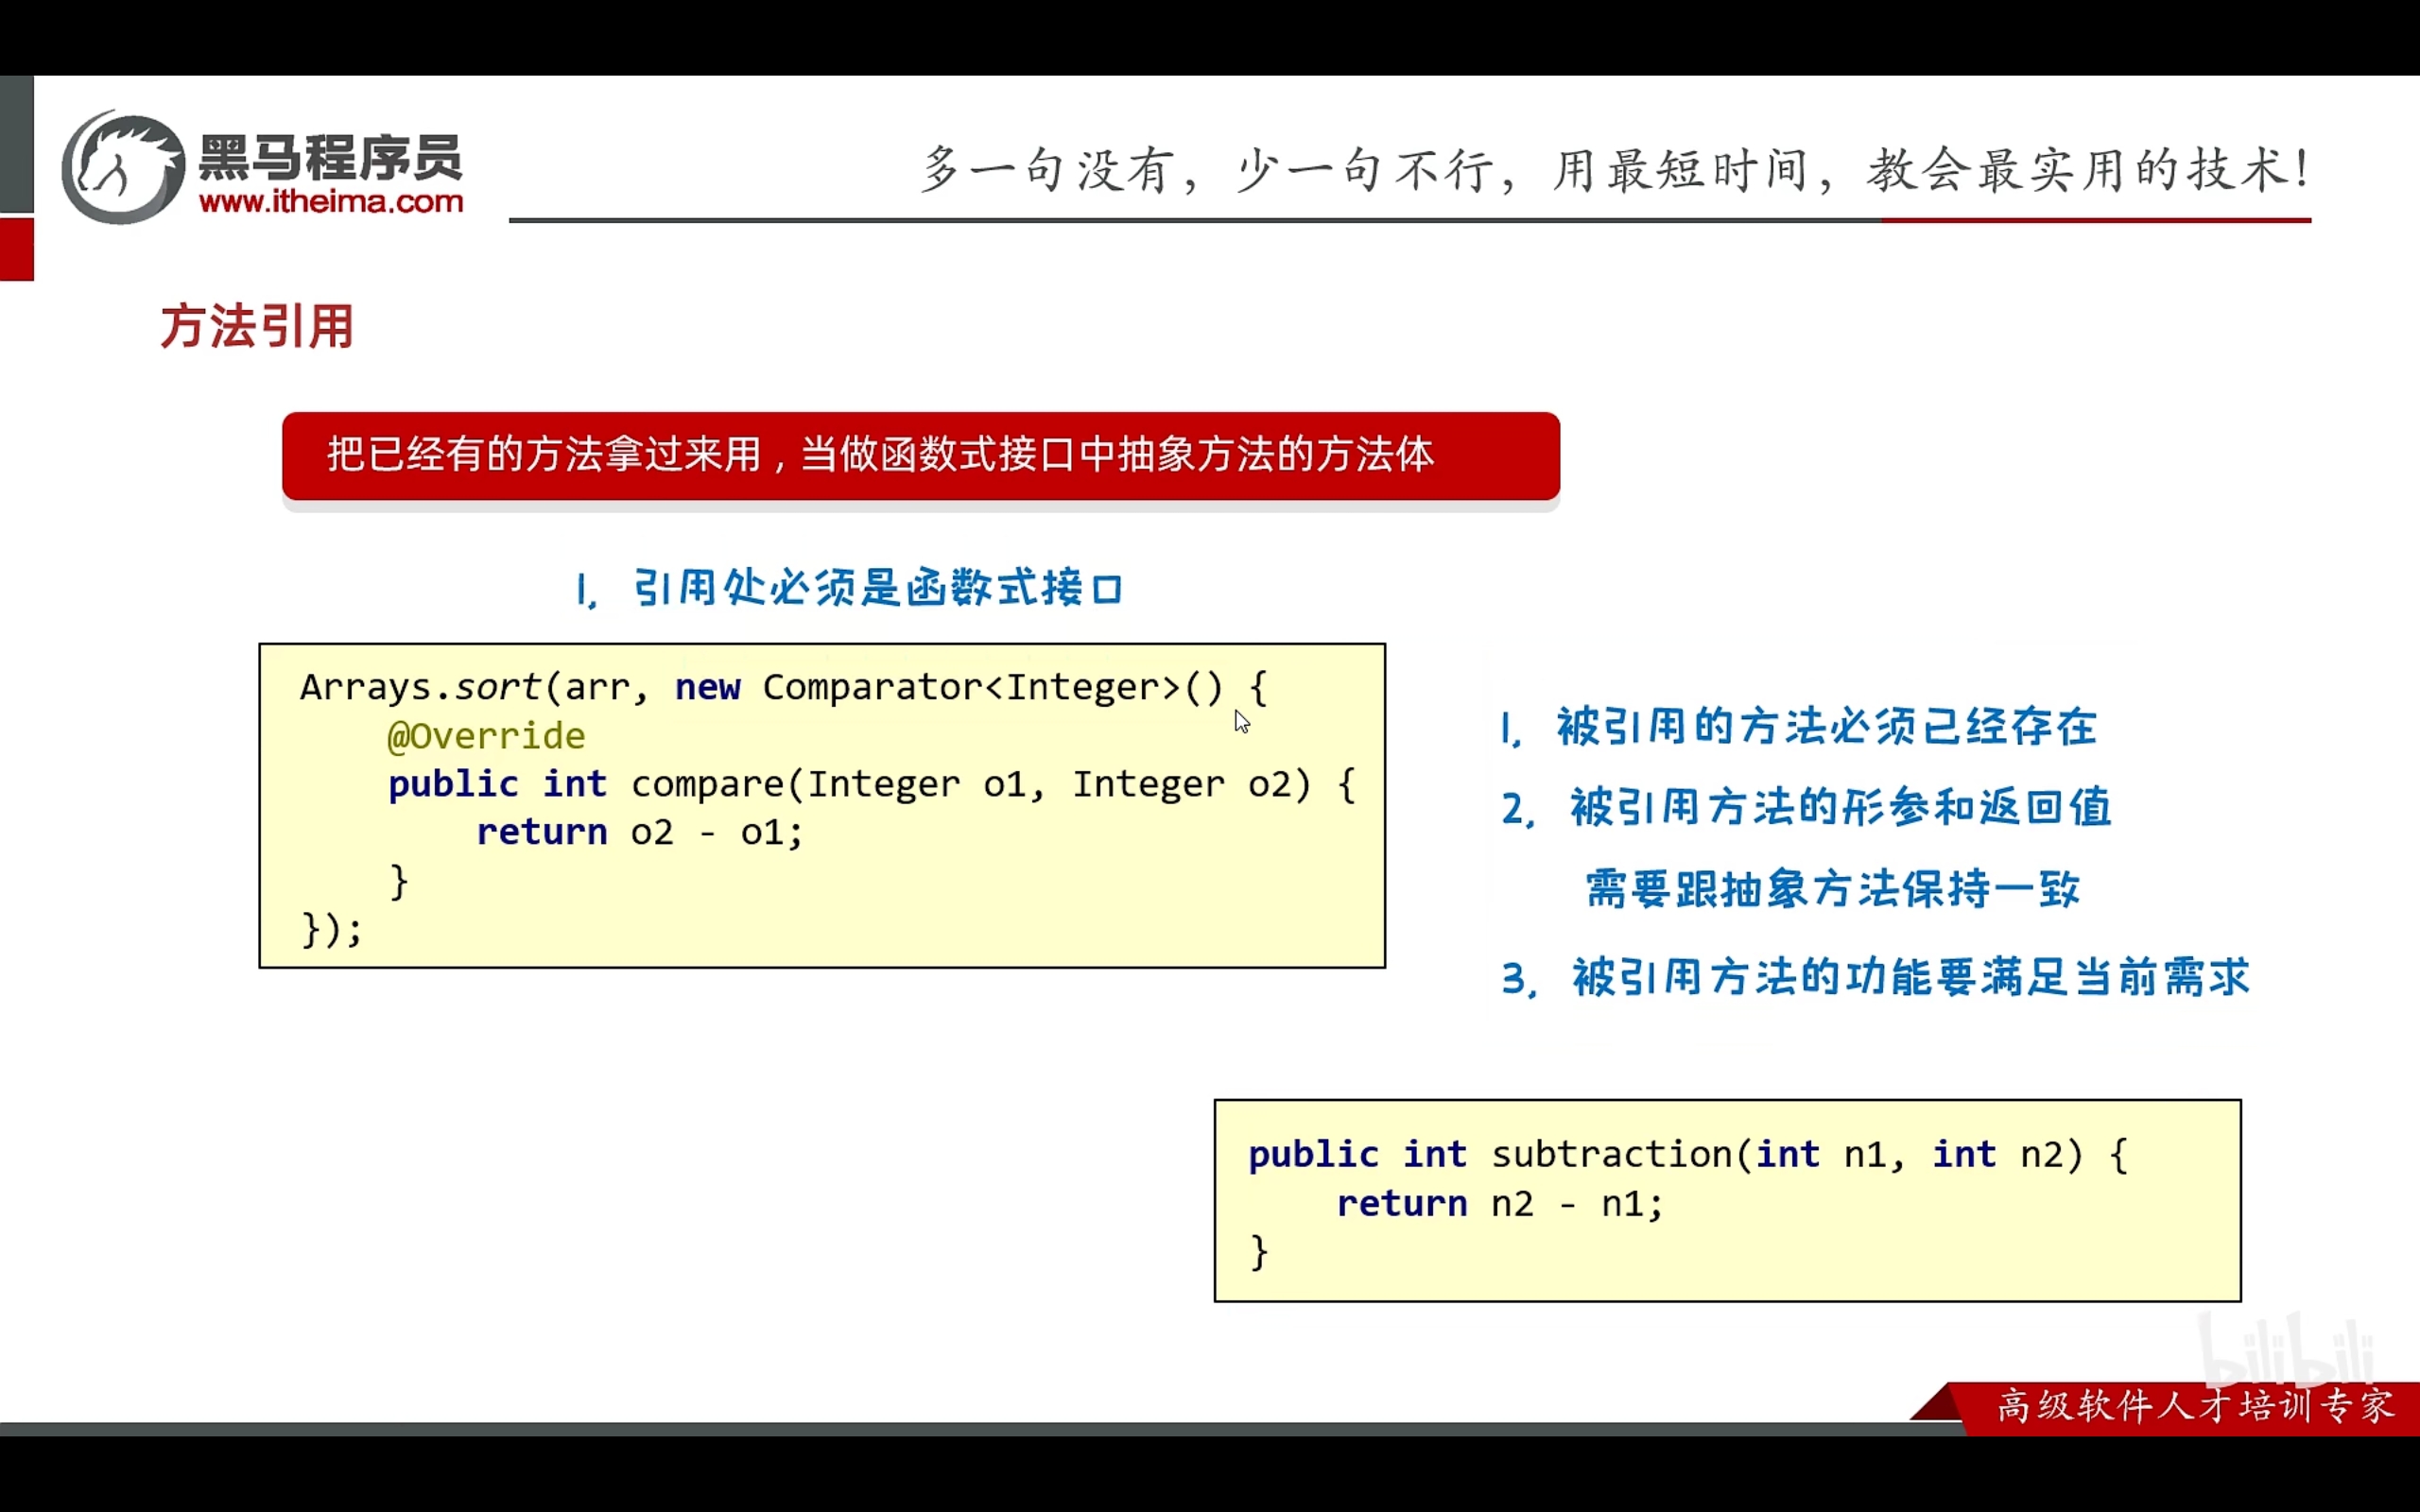 黑马程序员
www.itheima.com
多一句没有，少一句不行，用最短时间，教会最实用的技术！
方法引用
把已经有的方法拿过来用，当做函数式接口中抽象方法的方法体
1, 引用处必须是函数式接口
Arrays.sort(arr, new Comparator<Integer>() {
    @Override
    public int compare(Integer o1, Integer o2) {
        return o2 - o1;
    }
});
1, 被引用的方法必须已经存在
2, 被引用方法的形参和返回值
需要跟抽象方法保持一致
3, 被引用方法的功能要满足当前需求
public int subtraction(int n1, int n2) {
    return n2 - n1;
}
bilibili
高级软件人才培训专家